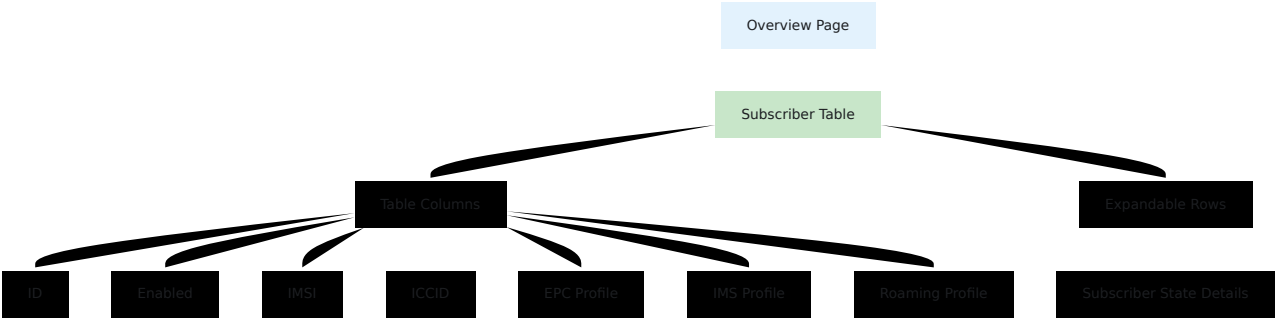 Overview Page
Subscriber Table
Table Columns
Expandable Rows
ID
Enabled
IMSI
ICCID
EPC Profile
IMS Profile
Roaming Profile
Subscriber State Details